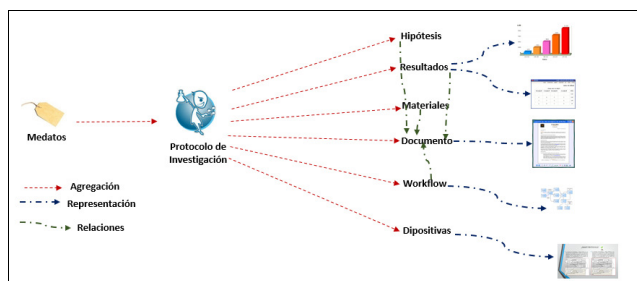 Hipótesis
Resultados
Materiales
Medatos
Protocolo de
Investigación
Documento
Workflow
Dipositivas
Agregación
Representación
Relaciones